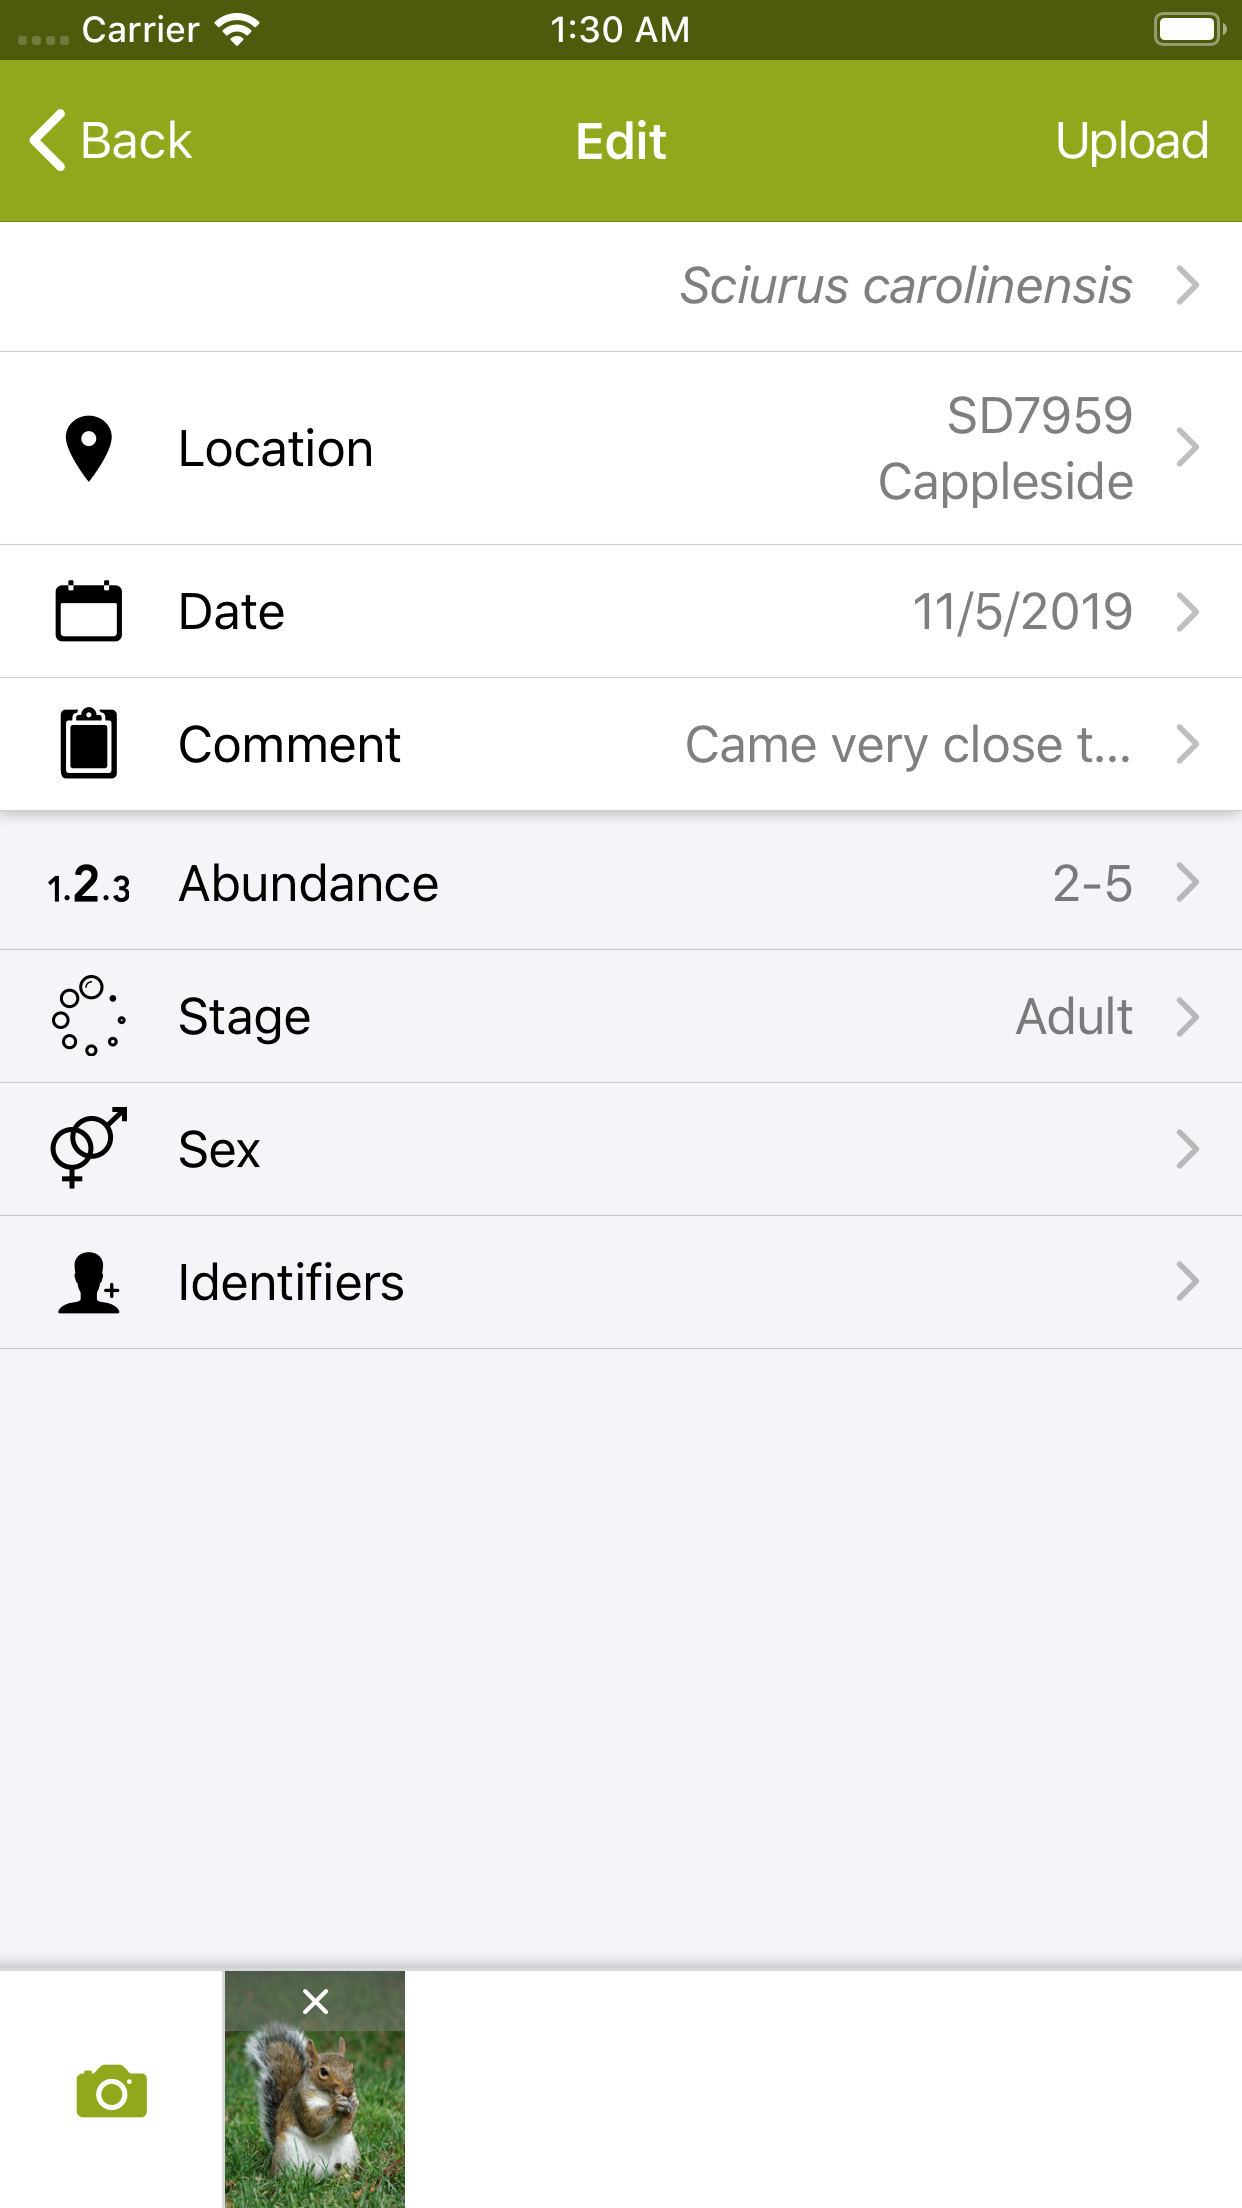 Carrier 1:30 AM
Back Edit Upload
Sciurus carolinensis
Location SD7959
Cappleside
Date 11/5/2019
Comment Came very close t...
1.2.3 Abundance 2-5
Stage Adult
Sex
Identifiers